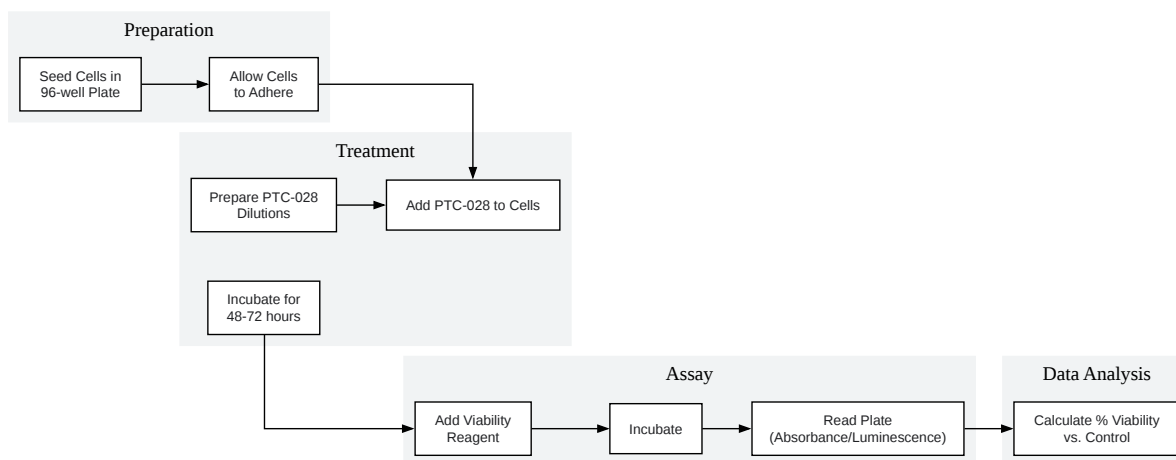 Preparation
Seed Cells in
96-well Plate
Allow Cells
to Adhere
Treatment
Prepare PTC-028
Dilutions
Add PTC-028 to Cells
Incubate for
48-72 hours
Assay
Add Viability
Reagent
Incubate
Read Plate
(Absorbance/Luminescence)
Data Analysis
Calculate % Viability
vs. Control